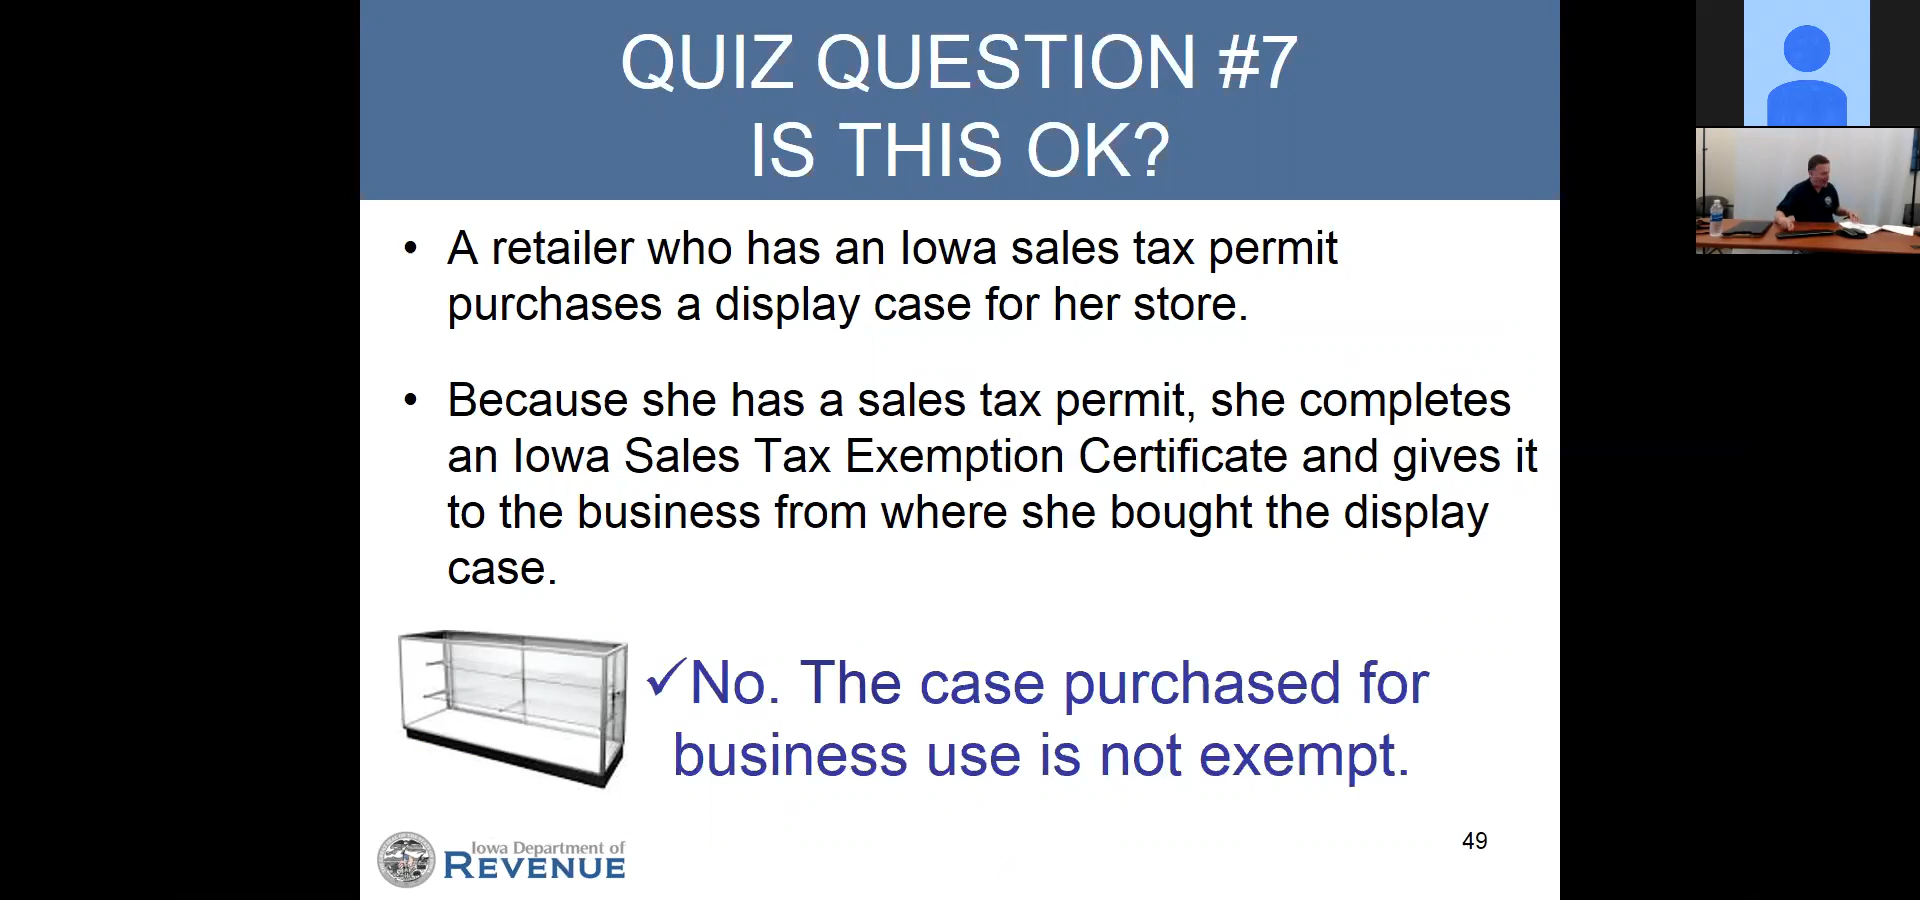 QUIZ QUESTION #7
IS THIS OK?
• A retailer who has an Iowa sales tax permit
purchases a display case for her store.
• Because she has a sales tax permit, she completes
an Iowa Sales Tax Exemption Certificate and gives it
to the business from where she bought the display
case.
✓No. The case purchased for
business use is not exempt.
Iowa Department of
REVENUE
49